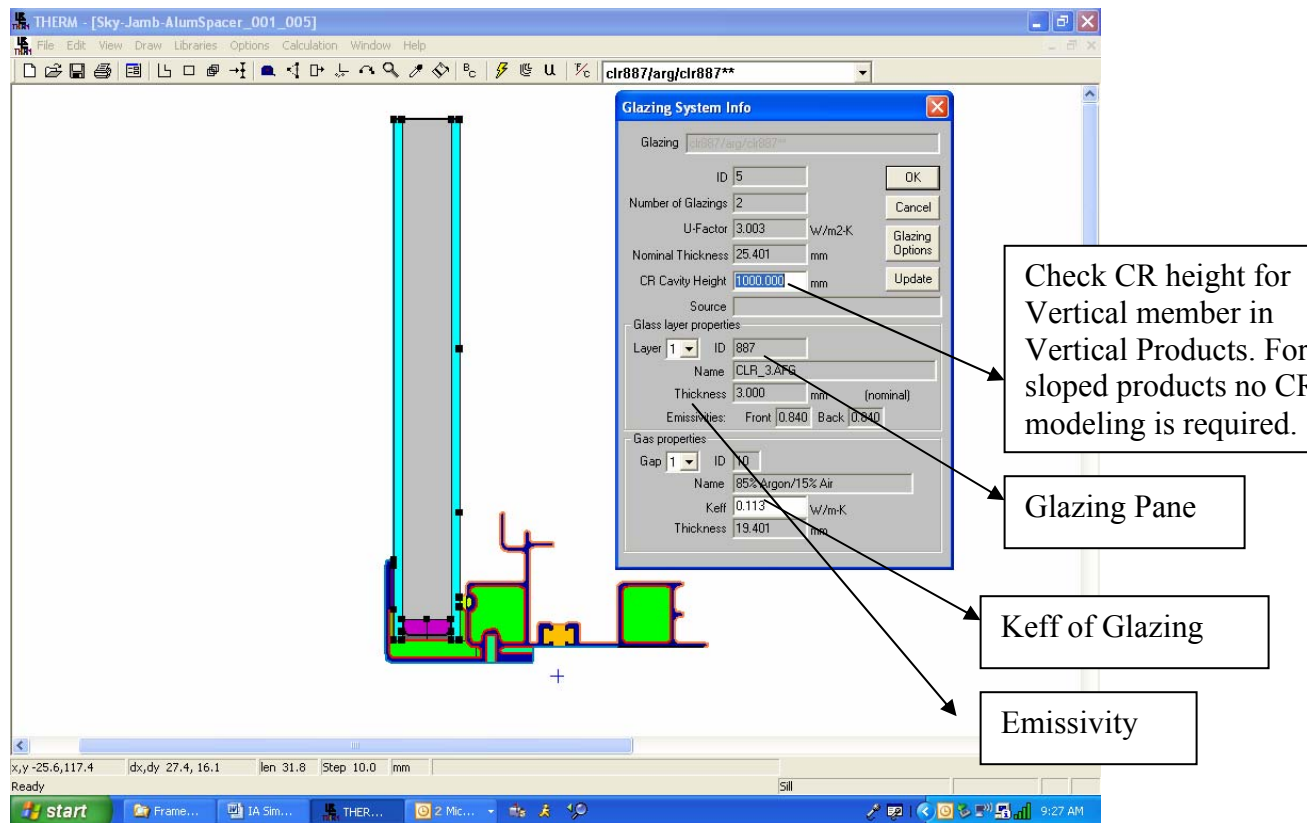 THERM - [Sky-Jamb-AlumSpacer_001_005]
File Edit View Draw Libraries Options Calculation Window Help
clr887/arg/clr887**
Glazing System Info
Glazing clr887/arg/clr887**
ID 5
OK
Number of Glazings 2
Cancel
U-Factor 3.003 W/m2-K
Glazing Options
Nominal Thickness 25.401 mm
CR Cavity Height 1000.000 mm
Update
Source
Glass layer properties
Layer 1 ID 887
Name CLR_3.AFG
Thickness 3.000 mm (nominal)
Emissivities: Front 0.840 Back 0.840
Gas properties
Gap 1 ID 10
Name 85% Argon/15% Air
Keff 0.113 W/m-K
Thickness 19.401 mm
Check CR height for
Vertical member in
Vertical Products. For
sloped products no CR
modeling is required.
Glazing Pane
Keff of Glazing
Emissivity
x,y -25.6,117.4 dx,dy 27.4, 16.1 len 31.8 Step 10.0 mm
Ready Sill
start Frame... IA Sim... THER... 2 Mic... 9:27 AM